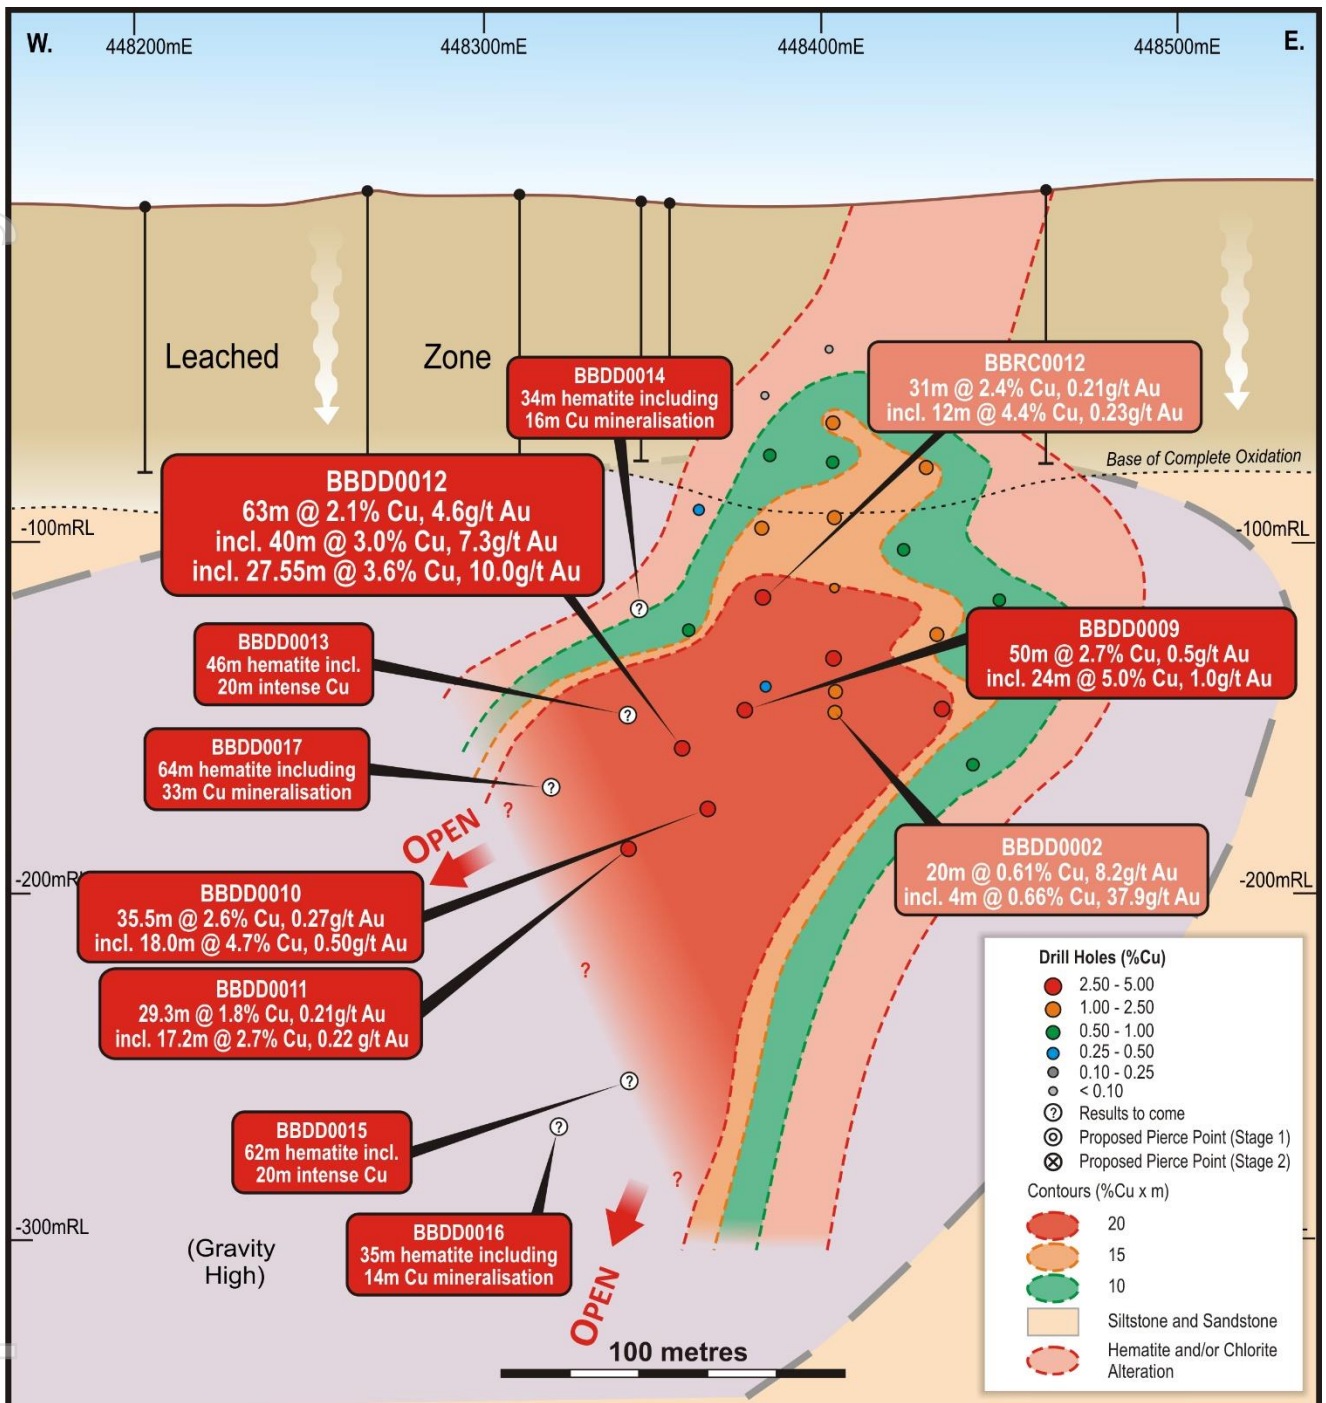 W.
448200mE
448300mE
448400mE
448500mE
E.
Leached Zone
BBDD0014
34m hematite including
16m Cu mineralisation
BBRC0012
31m @ 2.4% Cu, 0.21g/t Au
incl. 12m @ 4.4% Cu, 0.23g/t Au
Base of Complete Oxidation
BBDD0012
63m @ 2.1% Cu, 4.6g/t Au
incl. 40m @ 3.0% Cu, 7.3g/t Au
incl. 27.55m @ 3.6% Cu, 10.0g/t Au
-100mRL
-100mRL
?
BBDD0013
46m hematite incl.
20m intense Cu
?
BBDD0009
50m @ 2.7% Cu, 0.5g/t Au
incl. 24m @ 5.0% Cu, 1.0g/t Au
BBDD0017
64m hematite including
33m Cu mineralisation
?
?
OPEN
BBDD0002
20m @ 0.61% Cu, 8.2g/t Au
incl. 4m @ 0.66% Cu, 37.9g/t Au
-200mRL
-200mRL
BBDD0010
35.5m @ 2.6% Cu, 0.27g/t Au
incl. 18.0m @ 4.7% Cu, 0.50g/t Au
BBDD0011
29.3m @ 1.8% Cu, 0.21g/t Au
incl. 17.2m @ 2.7% Cu, 0.22 g/t Au
?
?
BBDD0015
62m hematite incl.
20m intense Cu
?
?
BBDD0016
35m hematite including
14m Cu mineralisation
-300mRL
(Gravity
High)
OPEN
100 metres
Drill Holes (%Cu)
2.50 - 5.00
1.00 - 2.50
0.50 - 1.00
0.25 - 0.50
0.10 - 0.25
< 0.10
? Results to come
Proposed Pierce Point (Stage 1)
Proposed Pierce Point (Stage 2)
Contours (%Cu x m)
20
15
10
Siltstone and Sandstone
Hematite and/or Chlorite
Alteration